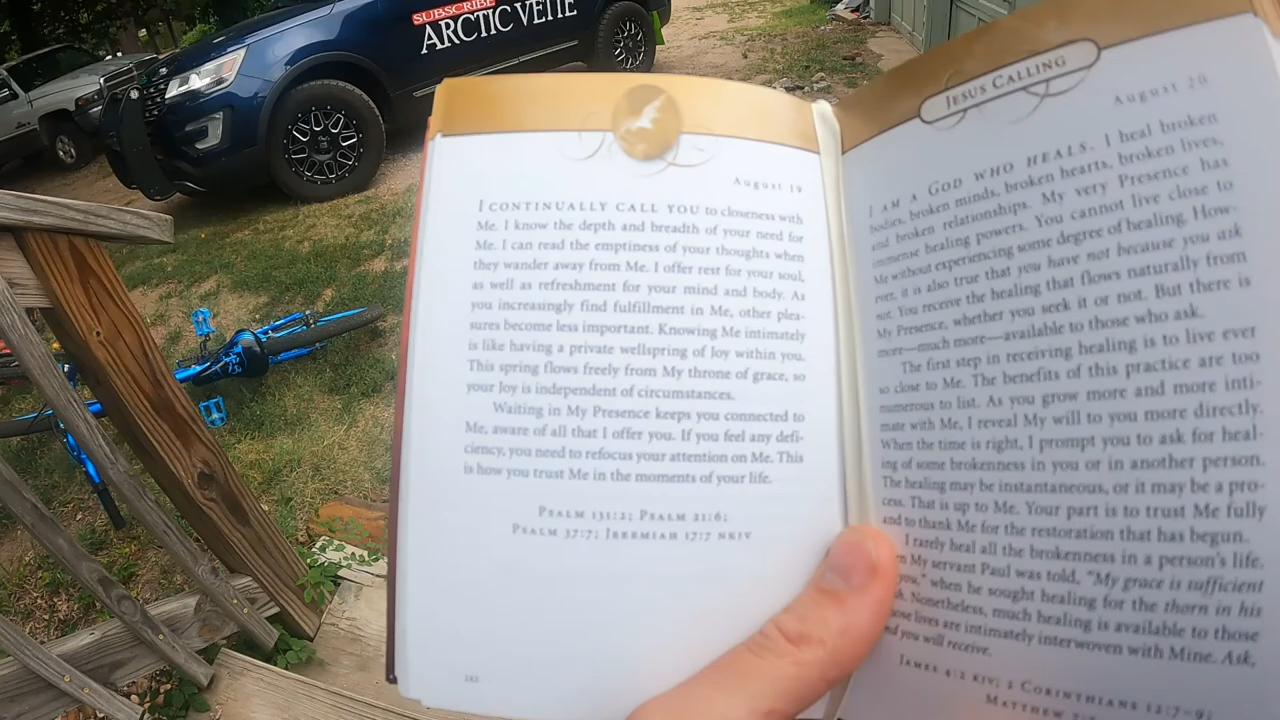 SUBSCRIBE
ARCTIC VETTE
August 19
I CONTINUALLY CALL YOU to closeness with
Me. I know the depth and breadth of your need for
Me. I can read the emptiness of your thoughts when
they wander away from Me. I offer rest for your soul,
as well as refreshment for your mind and body. As
you increasingly find fulfillment in Me, other plea-
sures become less important. Knowing Me intimately
is like having a private wellspring of Joy within you.
This spring flows freely from My throne of grace, so
your Joy is independent of circumstances.
Waiting in My Presence keeps you connected to
Me, aware of all that I offer you. If you feel any defi-
ciency, you need to refocus your attention on Me. This
is how you trust Me in the moments of your life.
PSALM 131:2; PSALM 21:6;
PSALM 37:7; JEREMIAH 17:7 NKJV
JESUS CALLING
August 20
I AM A GOD WHO HEALS. I heal broken
bodies, broken minds, broken hearts, broken lives,
and broken relationships. My very Presence has
immense healing powers. You cannot live close to
Me without experiencing some degree of healing. How-
ever, it is also true that you have not because you ask
not. You receive the healing that flows naturally from
My Presence, whether you seek it or not. But there is
more—much more—available to those who ask.
The first step in receiving healing is to live ever
so close to Me. The benefits of this practice are too
numerous to list. As you grow more and more inti-
mate with Me, I reveal My will to you more directly.
When the time is right, I prompt you to ask for heal-
ing of some brokenness in you or in another person.
The healing may be instantaneous, or it may be a pro-
cess. That is up to Me. Your part is to trust Me fully
and to thank Me for the restoration that has begun.
I rarely heal all the brokenness in a person's life.
My servant Paul was told, "My grace is sufficient
you," when he sought healing for the thorn in his
Nonetheless, much healing is available to those
lives are intimately interwoven with Mine. Ask,
you will receive.
JAMES 4:2 KJV; 2 CORINTHIANS 12:7–9;
MATTHEW